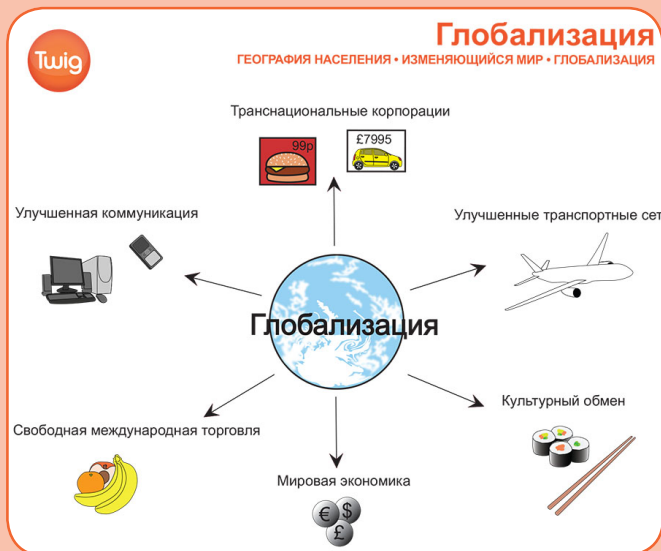 Twig
Глобализация
ГЕОГРАФИЯ НАСЕЛЕНИЯ • ИЗМЕНЯЮЩИЙСЯ МИР • ГЛОБАЛИЗАЦИЯ
Транснациональные корпорации
99p
£7995
Улучшенная коммуникация
Улучшенные транспортные сет
Глобализация
Культурный обмен
Свободная международная торговля
Мировая экономика
€ $
£